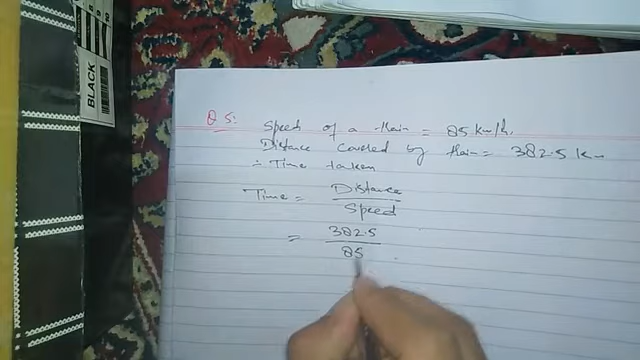 BLACK
Q 5:
Speed of a train = 85 km/h.
Distance covered by train = 382.5 km
∴ Time taken
Time = Distance / Speed
= 382.5 / 85